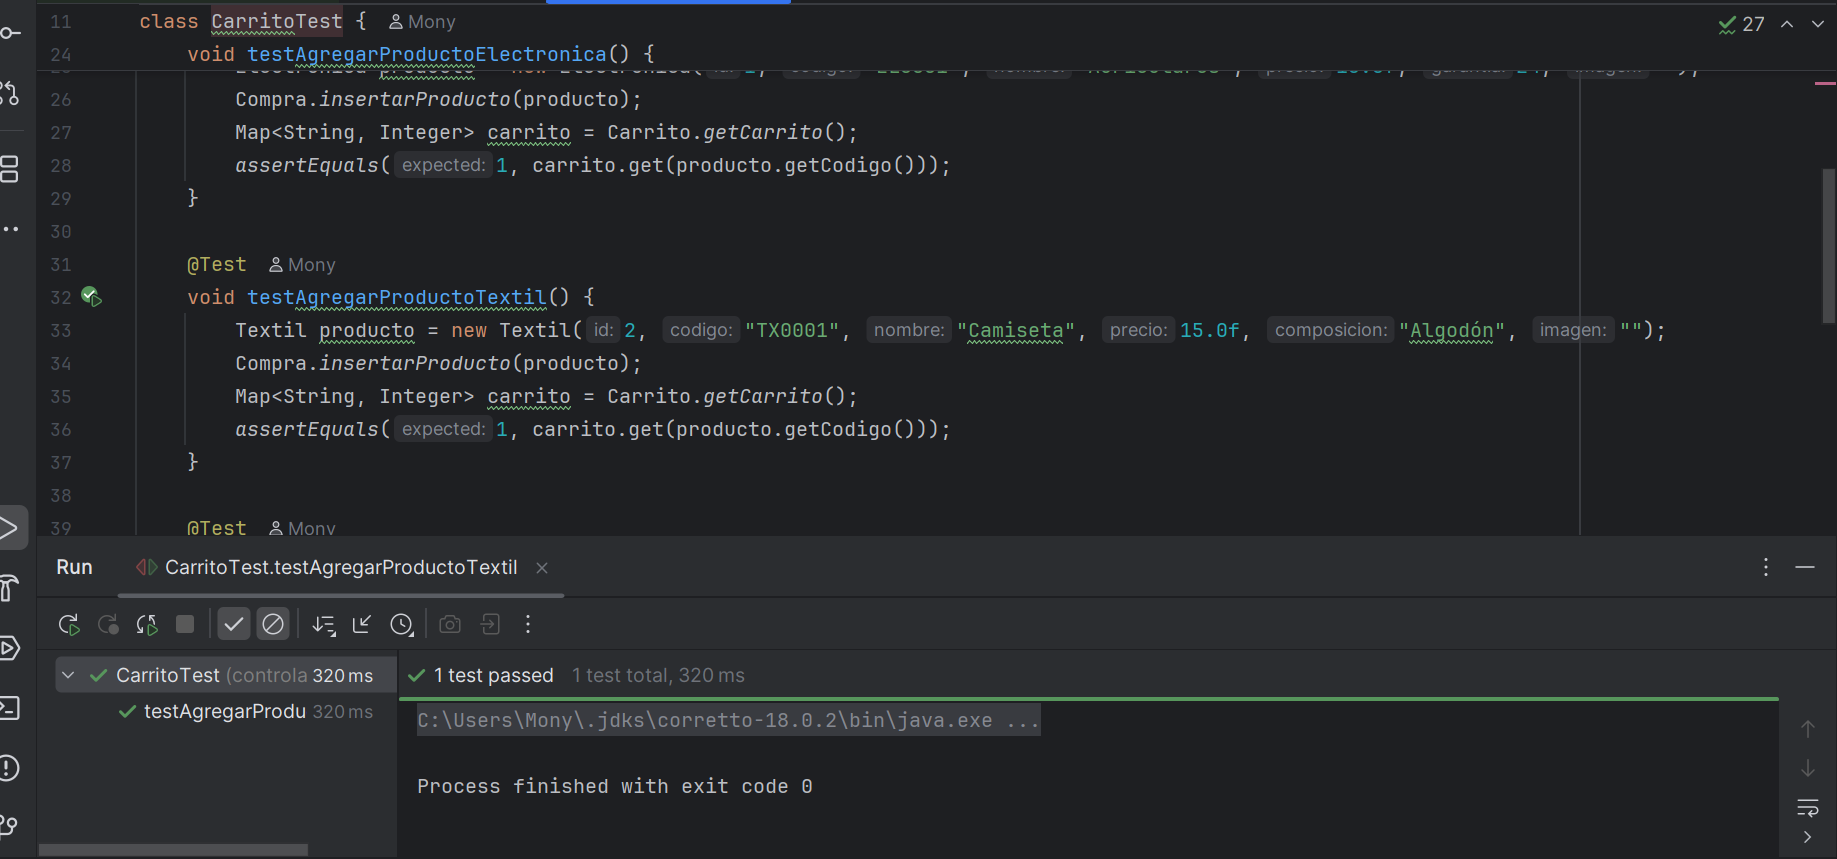 11 class CarritoTest { Mony
27
24 void testAgregarProductoElectronica() {
26 Compra.insertarProducto(producto);
27 Map<String, Integer> carrito = Carrito.getCarrito();
28 assertEquals( expected: 1, carrito.get(producto.getCodigo()));
29 }
30
31 @Test Mony
32 void testAgregarProductoTextil() {
33 Textil producto = new Textil( id: 2, codigo: "TX0001", nombre: "Camiseta", precio: 15.0f, composicion: "Algodón", imagen: "");
34 Compra.insertarProducto(producto);
35 Map<String, Integer> carrito = Carrito.getCarrito();
36 assertEquals( expected: 1, carrito.get(producto.getCodigo()));
37 }
38
39 @Test Mony
Run CarritoTest.testAgregarProductoTextil
CarritoTest (controla 320 ms
1 test passed 1 test total, 320 ms
testAgregarProdu 320 ms
C:\Users\Mony\.jdks\corretto-18.0.2\bin\java.exe ...
Process finished with exit code 0